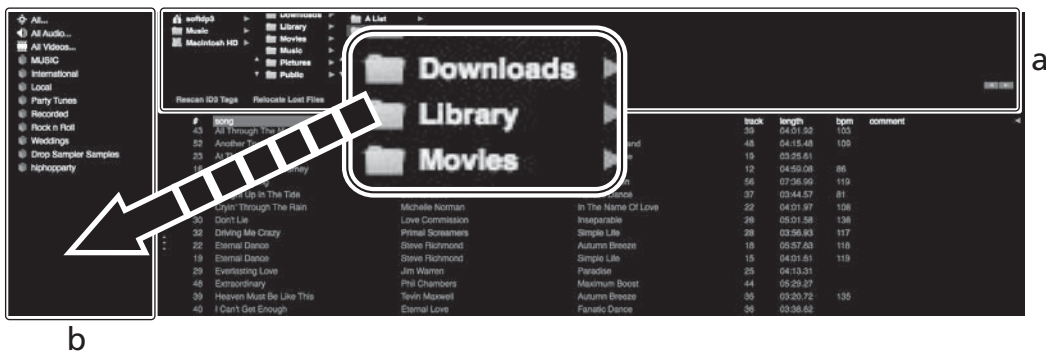 All...
All Audio...
All Videos...
MUSIC
International
Local
Party Tunes
Recorded
Rock n Roll
Weddings
Drop Sampler Samples
hiphopparty
softdp3
Music
Macintosh HD
Downloads
Library
Movies
Music
Pictures
Public
A List
Rescan ID3 Tags Relocate Lost Files
Downloads
Library
Movies
a
# song track length bpm comment
43 All Through The 39 04:01.92 103
52 Another 48 04:15.48 109
23 19 03:25.61
12 04:59.08 86
56 07:36.99 119
Up In The Tide Dance 37 03:44.57 81
Cryin' Through The Rain Michelle Norman In The Name Of Love 22 04:01.97 108
30 Don't Lie Love Commission Inseparable 26 05:01.58 138
32 Driving Me Crazy Primal Screamers Simple Life 28 03:56.93 117
22 Eternal Dance Steve Richmond Autumn Breeze 18 05:57.83 118
19 Eternal Dance Steve Richmond Simple Life 15 04:01.61 119
29 Everlasting Love Jim Warren Paradise 25 04:13.31
48 Extraordinary Phil Chambers Maximum Boost 44 05:29.27
39 Heaven Must Be Like This Tevin Maxwell Autumn Breeze 35 03:20.72 135
40 I Can't Get Enough Eternal Love Fanatic Dance 36 03:38.62
b